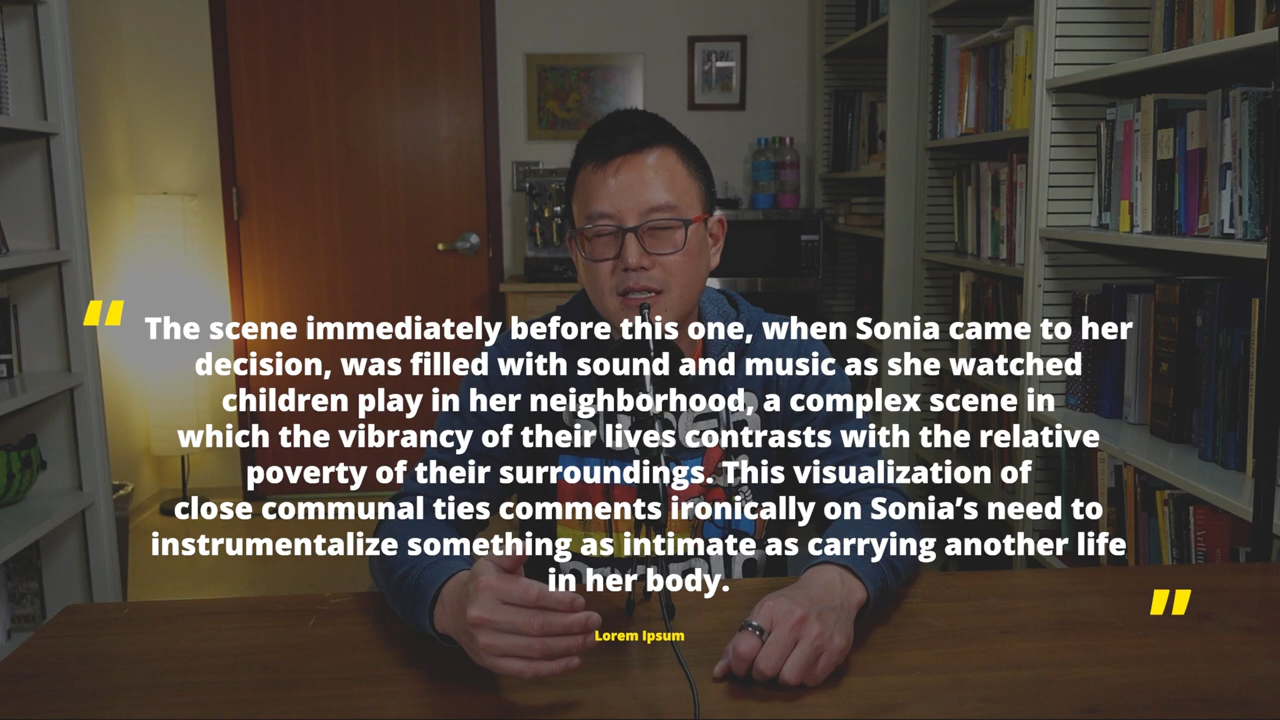 "
The scene immediately before this one, when Sonia came to her
decision, was filled with sound and music as she watched
children play in her neighborhood, a complex scene in
which the vibrancy of their lives contrasts with the relative
poverty of their surroundings. This visualization of
close communal ties comments ironically on Sonia’s need to
instrumentalize something as intimate as carrying another life
in her body.
"
Lorem Ipsum
SUPER